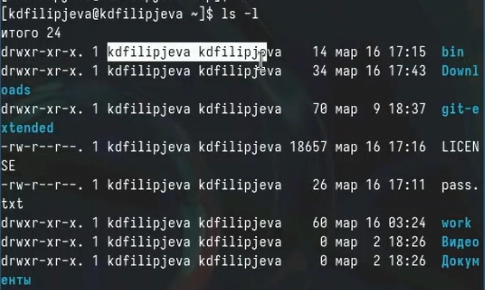 [kdfilipjeva@kdfilipjeva ~]$ ls -l
итого 24
drwxr-xr-x. 1 kdfilipjeva kdfilipjeva 14 мар 16 17:15 bin
drwxr-xr-x. 1 kdfilipjeva kdfilipjeva 34 мар 16 17:43 Downl
oads
drwxr-xr-x. 1 kdfilipjeva kdfilipjeva 70 мар 9 18:37 git-e
xtended
-rw-r--r--. 1 kdfilipjeva kdfilipjeva 18657 мар 16 17:16 LICEN
SE
-rw-r--r--. 1 kdfilipjeva kdfilipjeva 26 мар 16 17:11 pass.
txt
drwxr-xr-x. 1 kdfilipjeva kdfilipjeva 60 мар 16 03:24 work
drwxr-xr-x. 1 kdfilipjeva kdfilipjeva 0 мар 2 18:26 Видео
drwxr-xr-x. 1 kdfilipjeva kdfilipjeva 0 мар 2 18:26 Докум
енты